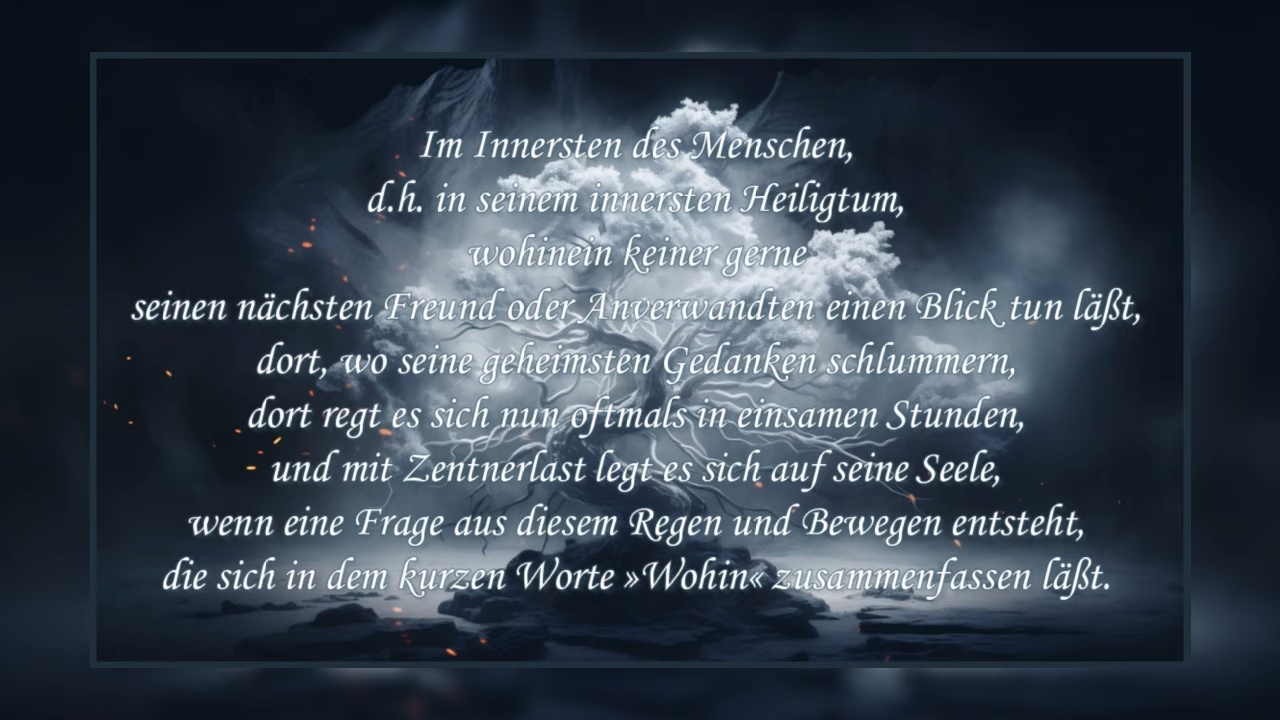 Im Innersten des Menschen,
d.h. in seinem innersten Heiligtum,
wohinein keiner gerne
seinen nächsten Freund oder Anverwandten einen Blick tun läßt,
dort, wo seine geheimsten Gedanken schlummern,
dort regt es sich nun oftmals in einsamen Stunden,
und mit Zentnerlast legt es sich auf seine Seele,
wenn eine Frage aus diesem Regen und Bewegen entsteht,
die sich in dem kurzen Worte »Wohin« zusammenfassen läßt.